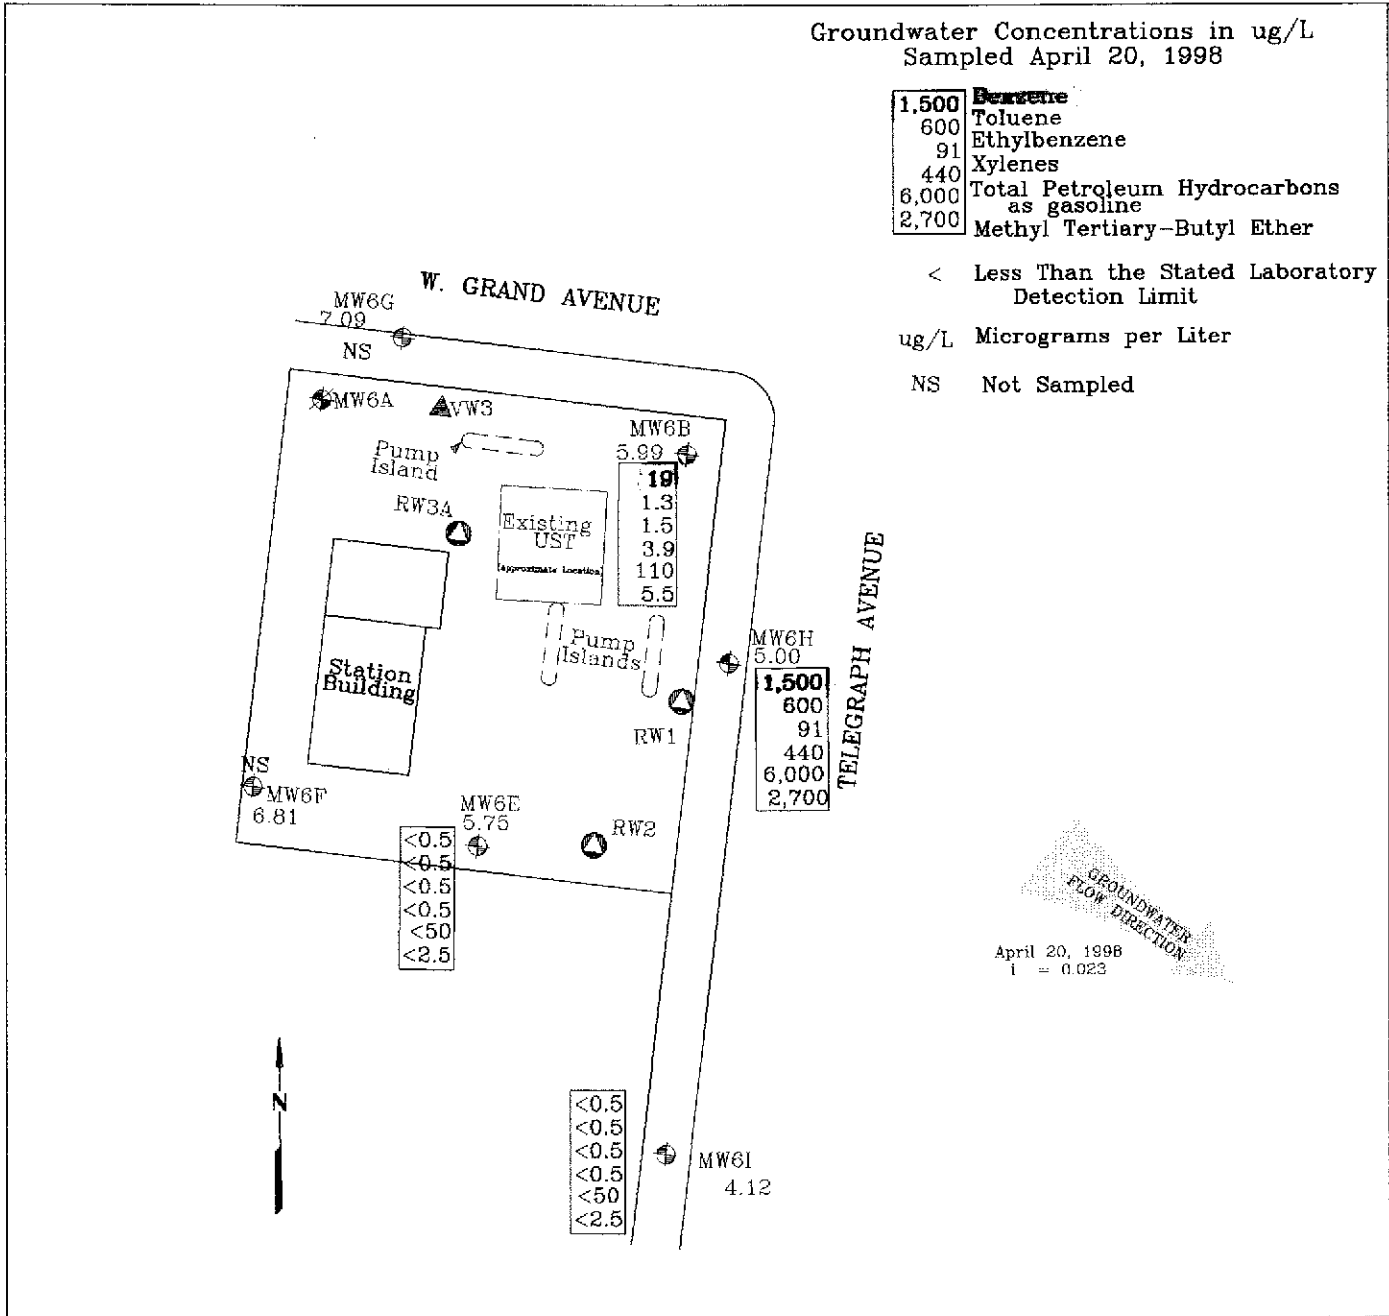 Groundwater Concentrations in ug/L
Sampled April 20, 1998
1,500 Benzene
600 Toluene
91 Ethylbenzene
440 Xylenes
6,000 Total Petroleum Hydrocarbons
as gasoline
2,700 Methyl Tertiary-Butyl Ether
< Less Than the Stated Laboratory
Detection Limit
ug/L Micrograms per Liter
NS Not Sampled
W. GRAND AVENUE
MW6G
7.09
NS
MW6A
VW3
Pump
Island
MW6B
5.99
19
1.3
1.5
3.9
110
5.5
RW3A
Existing
UST
(approximate Location)
Pump
Islands
Station
Building
MW6H
5.00
1,500
600
91
440
6,000
2,700
TELEGRAPH AVENUE
RW1
NS
MW6F
6.81
MW6E
5.75
RW2
<0.5
<0.5
<0.5
<0.5
<50
<2.5
GROUNDWATER
FLOW DIRECTION
April 20, 1998
i = 0.023
N
<0.5
<0.5
<0.5
<0.5
<50
<2.5
MW6I
4.12